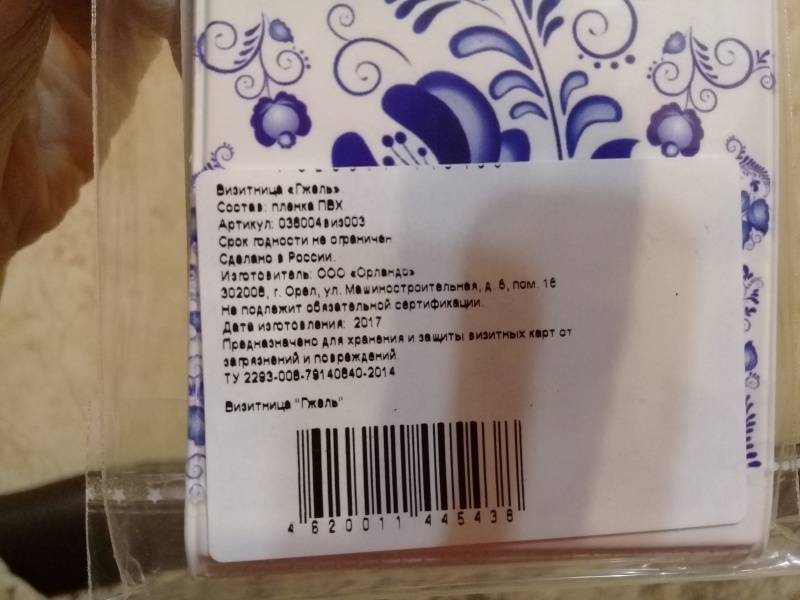 Визитница «Гжель»
Состав: пленка ПВХ
Артикул: 038004виз003
Срок годности не ограничен
Сделано в России.
Изготовитель: ООО «Орландо»
302008, г. Орел, ул. Машиностроительная, д. 6, пом. 16
Не подлежит обязательной сертификации.
Дата изготовления: 2017
Предназначено для хранения и защиты визитных карт от
загрязнений и повреждений.
ТУ 2293-008-79140840-2014
Визитница "Гжель"
4 620011 445438